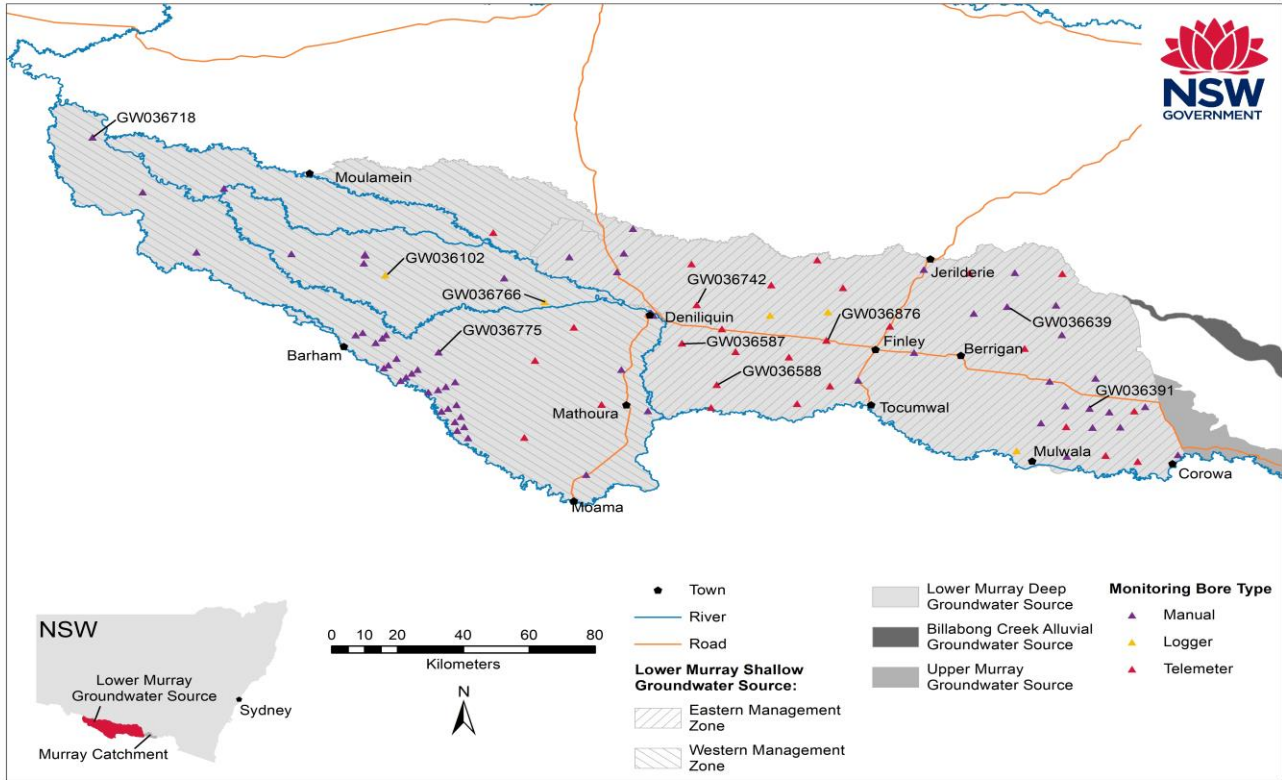 NSW
GOVERNMENT
GW036718
Moulamein
GW036102
GW036742
Jerilderie
GW036766
Deniliquin
GW036876
GW036639
GW036775
GW036587
Finley
Berrigan
Barham
GW036588
GW036391
Mathoura
Tocumwal
Mulwala
Corowa
Moama
NSW
Lower Murray
Groundwater Source
Sydney
Murray Catchment
0 10 20 40 60 80
Kilometers
N
Town
River
Road
Lower Murray Shallow
Groundwater Source:
Eastern Management
Zone
Western Management
Zone
Lower Murray Deep
Groundwater Source
Billabong Creek Alluvial
Groundwater Source
Upper Murray
Groundwater Source
Monitoring Bore Type
Manual
Logger
Telemeter